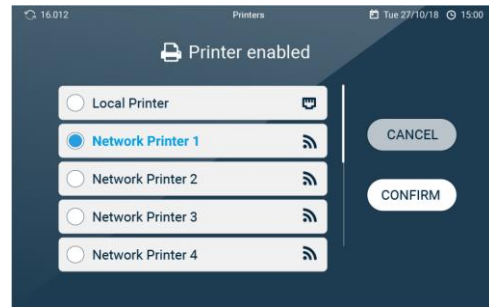 16.012 Printers Tue 27/10/18 15:00
Printer enabled
Local Printer
Network Printer 1
CANCEL
Network Printer 2
CONFIRM
Network Printer 3
Network Printer 4